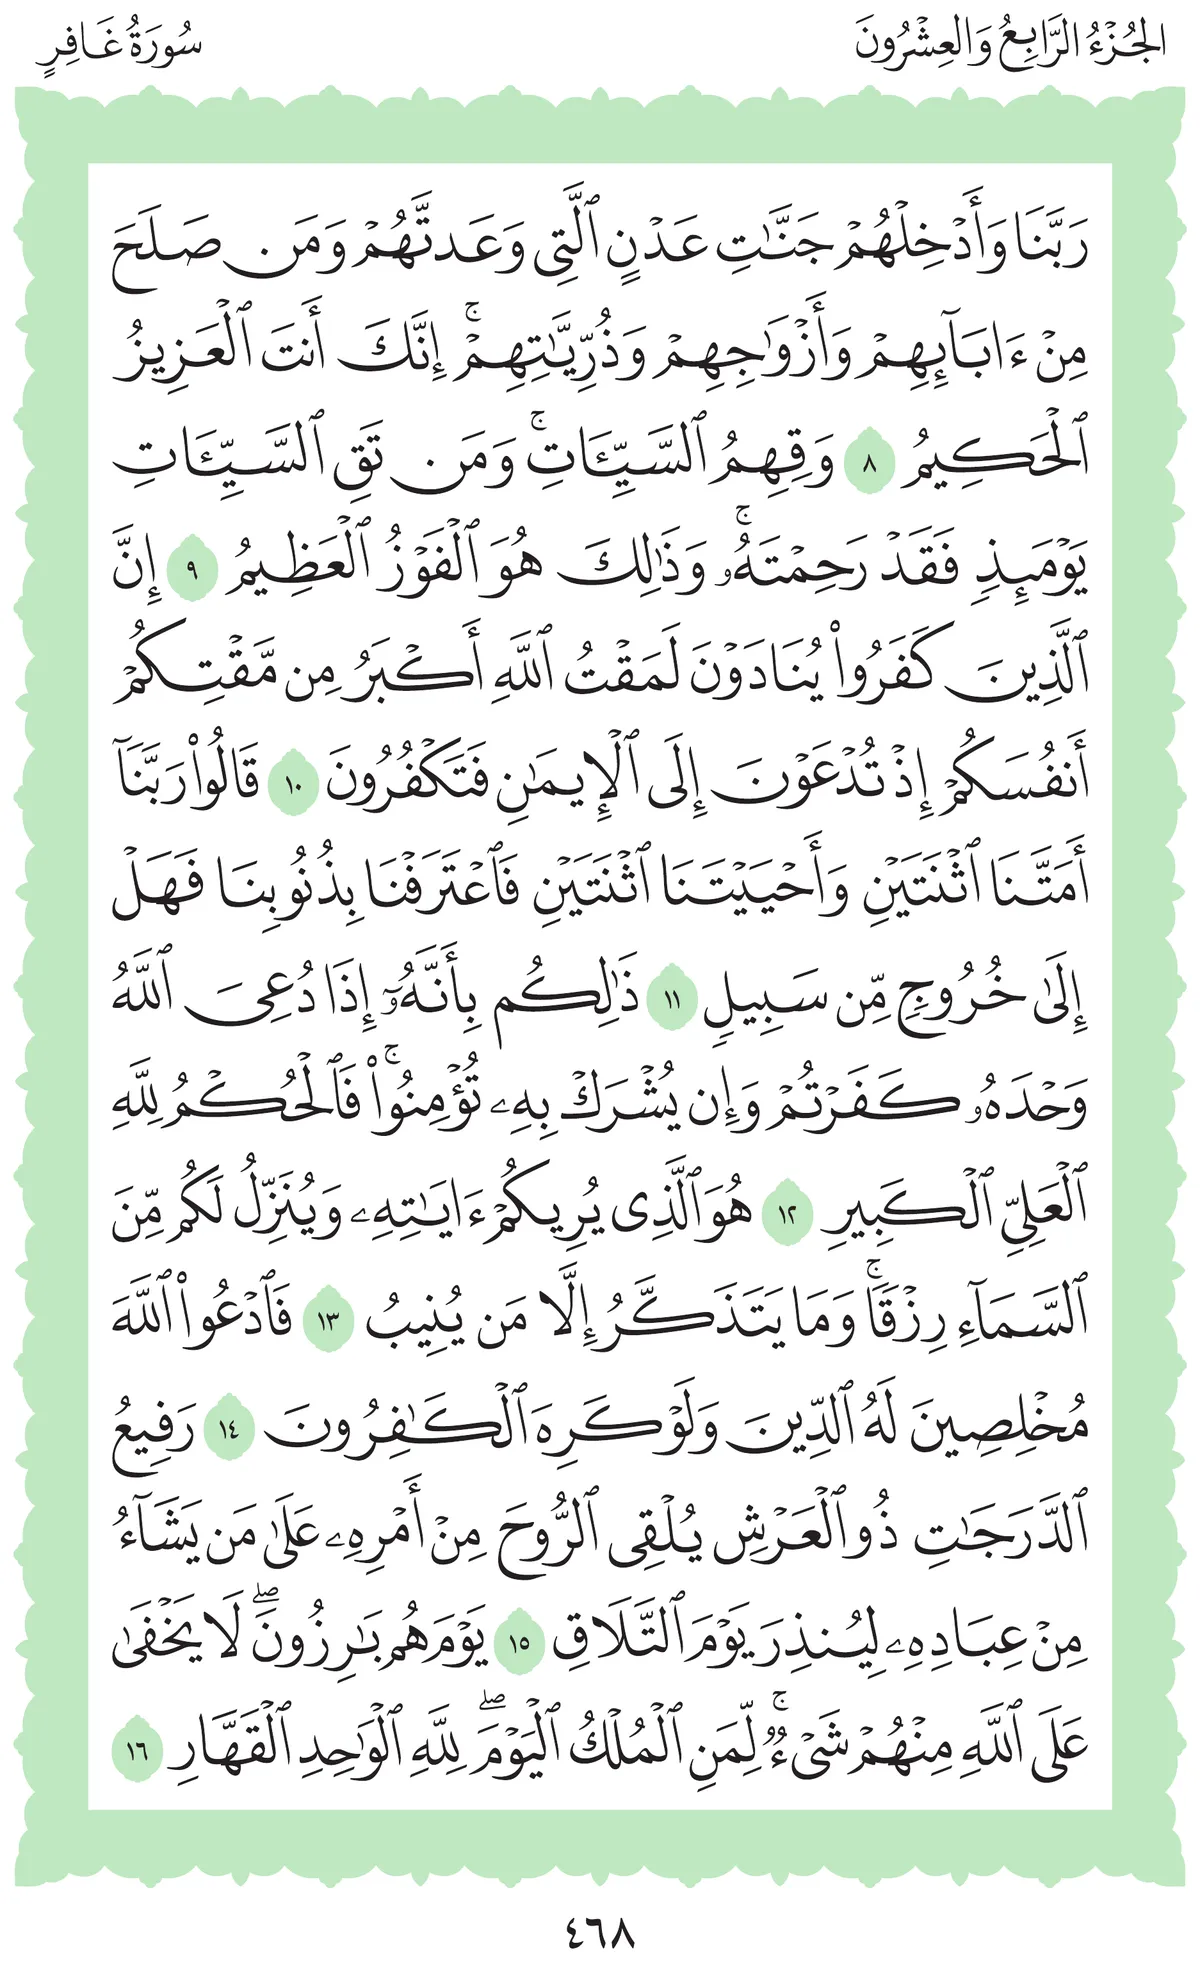 الجُزْءُ الرَّابِعُ وَالعِشْرُونَ
سُورَةُ غَافِرٍ
رَبَّنَا وَأَدْخِلْهُمْ جَنَّٰتِ عَدْنٍ ٱلَّتِى وَعَدتَّهُمْ وَمَن صَلَحَ
مِنْ ءَابَآئِهِمْ وَأَزْوَٰجِهِمْ وَذُرِّيَّٰتِهِمْۚ إِنَّكَ أَنتَ ٱلْعَزِيزُ
ٱلْحَكِيمُ ٨ وَقِهِمُ ٱلسَّيِّـَٔاتِۚ وَمَن تَقِ ٱلسَّيِّـَٔاتِ
يَوْمَئِذٍ فَقَدْ رَحِمْتَهُۥۚ وَذَٰلِكَ هُوَ ٱلْفَوْزُ ٱلْعَظِيمُ ٩ إِنَّ
ٱلَّذِينَ كَفَرُوا۟ يُنَادَوْنَ لَمَقْتُ ٱللَّهِ أَكْبَرُ مِن مَّقْتِكُمْ
أَنفُسَكُمْ إِذْ تُدْعَوْنَ إِلَى ٱلْإِيمَٰنِ فَتَكْفُرُونَ ١٠ قَالُوا۟ رَبَّنَآ
أَمَتَّنَا ٱثْنَتَيْنِ وَأَحْيَيْتَنَا ٱثْنَتَيْنِ فَٱعْتَرَفْنَا بِذُنُوبِنَا فَهَلْ
إِلَىٰ خُرُوجٍ مِّن سَبِيلٍ ١١ ذَٰلِكُم بِأَنَّهُۥٓ إِذَا دُعِىَ ٱللَّهُ
وَحْدَهُۥ كَفَرْتُمْ وَإِن يُشْرَكْ بِهِۦ تُؤْمِنُوا۟ۚ فَٱلْحُكْمُ لِلَّهِ
ٱلْعَلِىِّ ٱلْكَبِيرِ ١٢ هُوَ ٱلَّذِى يُرِيكُمْ ءَايَٰتِهِۦ وَيُنَزِّلُ لَكُم مِّنَ
ٱلسَّمَآءِ رِزْقًاۚ وَمَا يَتَذَكَّرُ إِلَّا مَن يُنِيبُ ١٣ فَٱدْعُوا۟ ٱللَّهَ
مُخْلِصِينَ لَهُ ٱلدِّينَ وَلَوْ كَرِهَ ٱلْكَٰفِرُونَ ١٤ رَفِيعُ
ٱلدَّرَجَٰتِ ذُو ٱلْعَرْشِ يُلْقِى ٱلرُّوحَ مِنْ أَمْرِهِۦ عَلَىٰ مَن يَشَآءُ
مِنْ عِبَادِهِۦ لِيُنذِرَ يَوْمَ ٱلتَّلَاقِ ١٥ يَوْمَ هُم بَٰرِزُونَۖ لَا يَخْفَىٰ
عَلَى ٱللَّهِ مِنْهُمْ شَىْءٌۚ لِّمَنِ ٱلْمُلْكُ ٱلْيَوْمَۖ لِلَّهِ ٱلْوَٰحِدِ ٱلْقَهَّارِ ١٦
٤٦٨